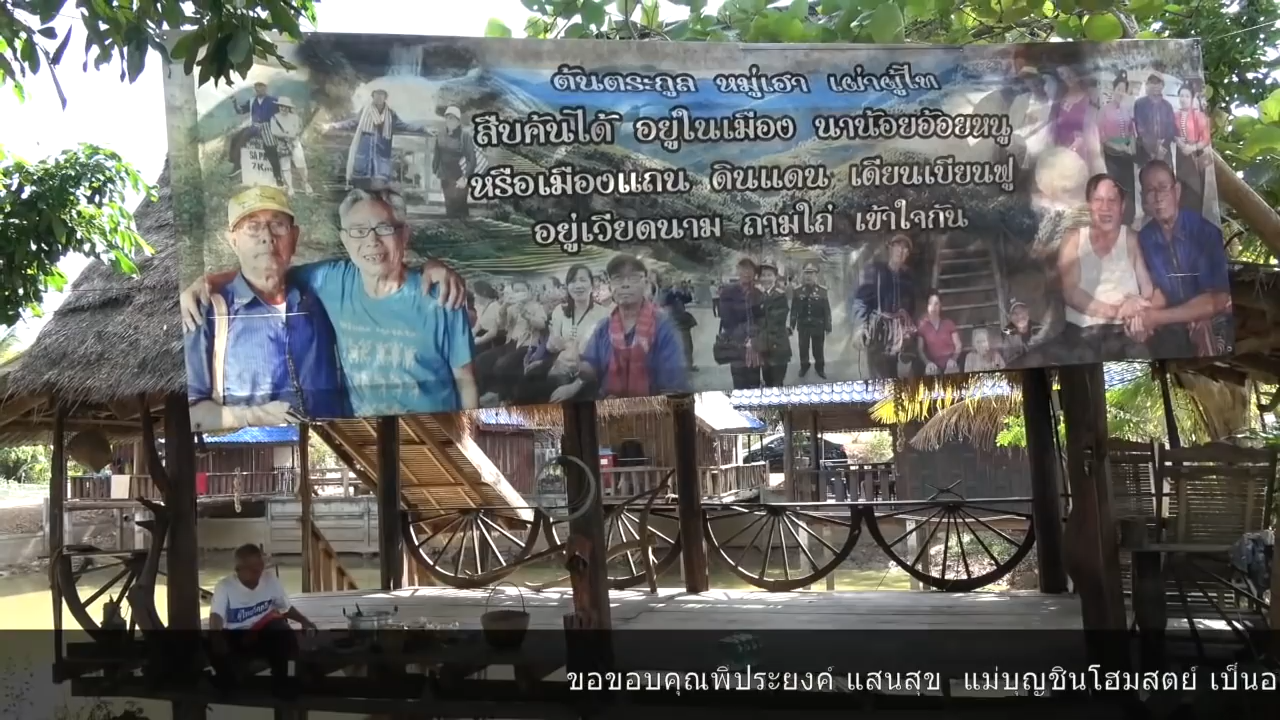 ต้นตระกูล หมู่เฮา เผ่าผู้ไท
สืบค้นได้ อยู่ในเมือง นาน้อยอ้อยหนู
หรือเมืองแถน ดินแดน เดียนเบียนฟู
อยู่เวียดนาม ถามไถ่ เข้าใจกัน
ขอขอบคุณพิประยงค์ แสนสุข แม่บุญชินโฮมสตย์ เป็นอ